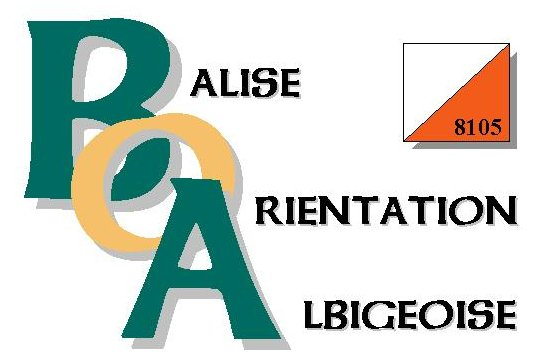 BALISE
8105
ORIENTATION
ALBIGEOISE